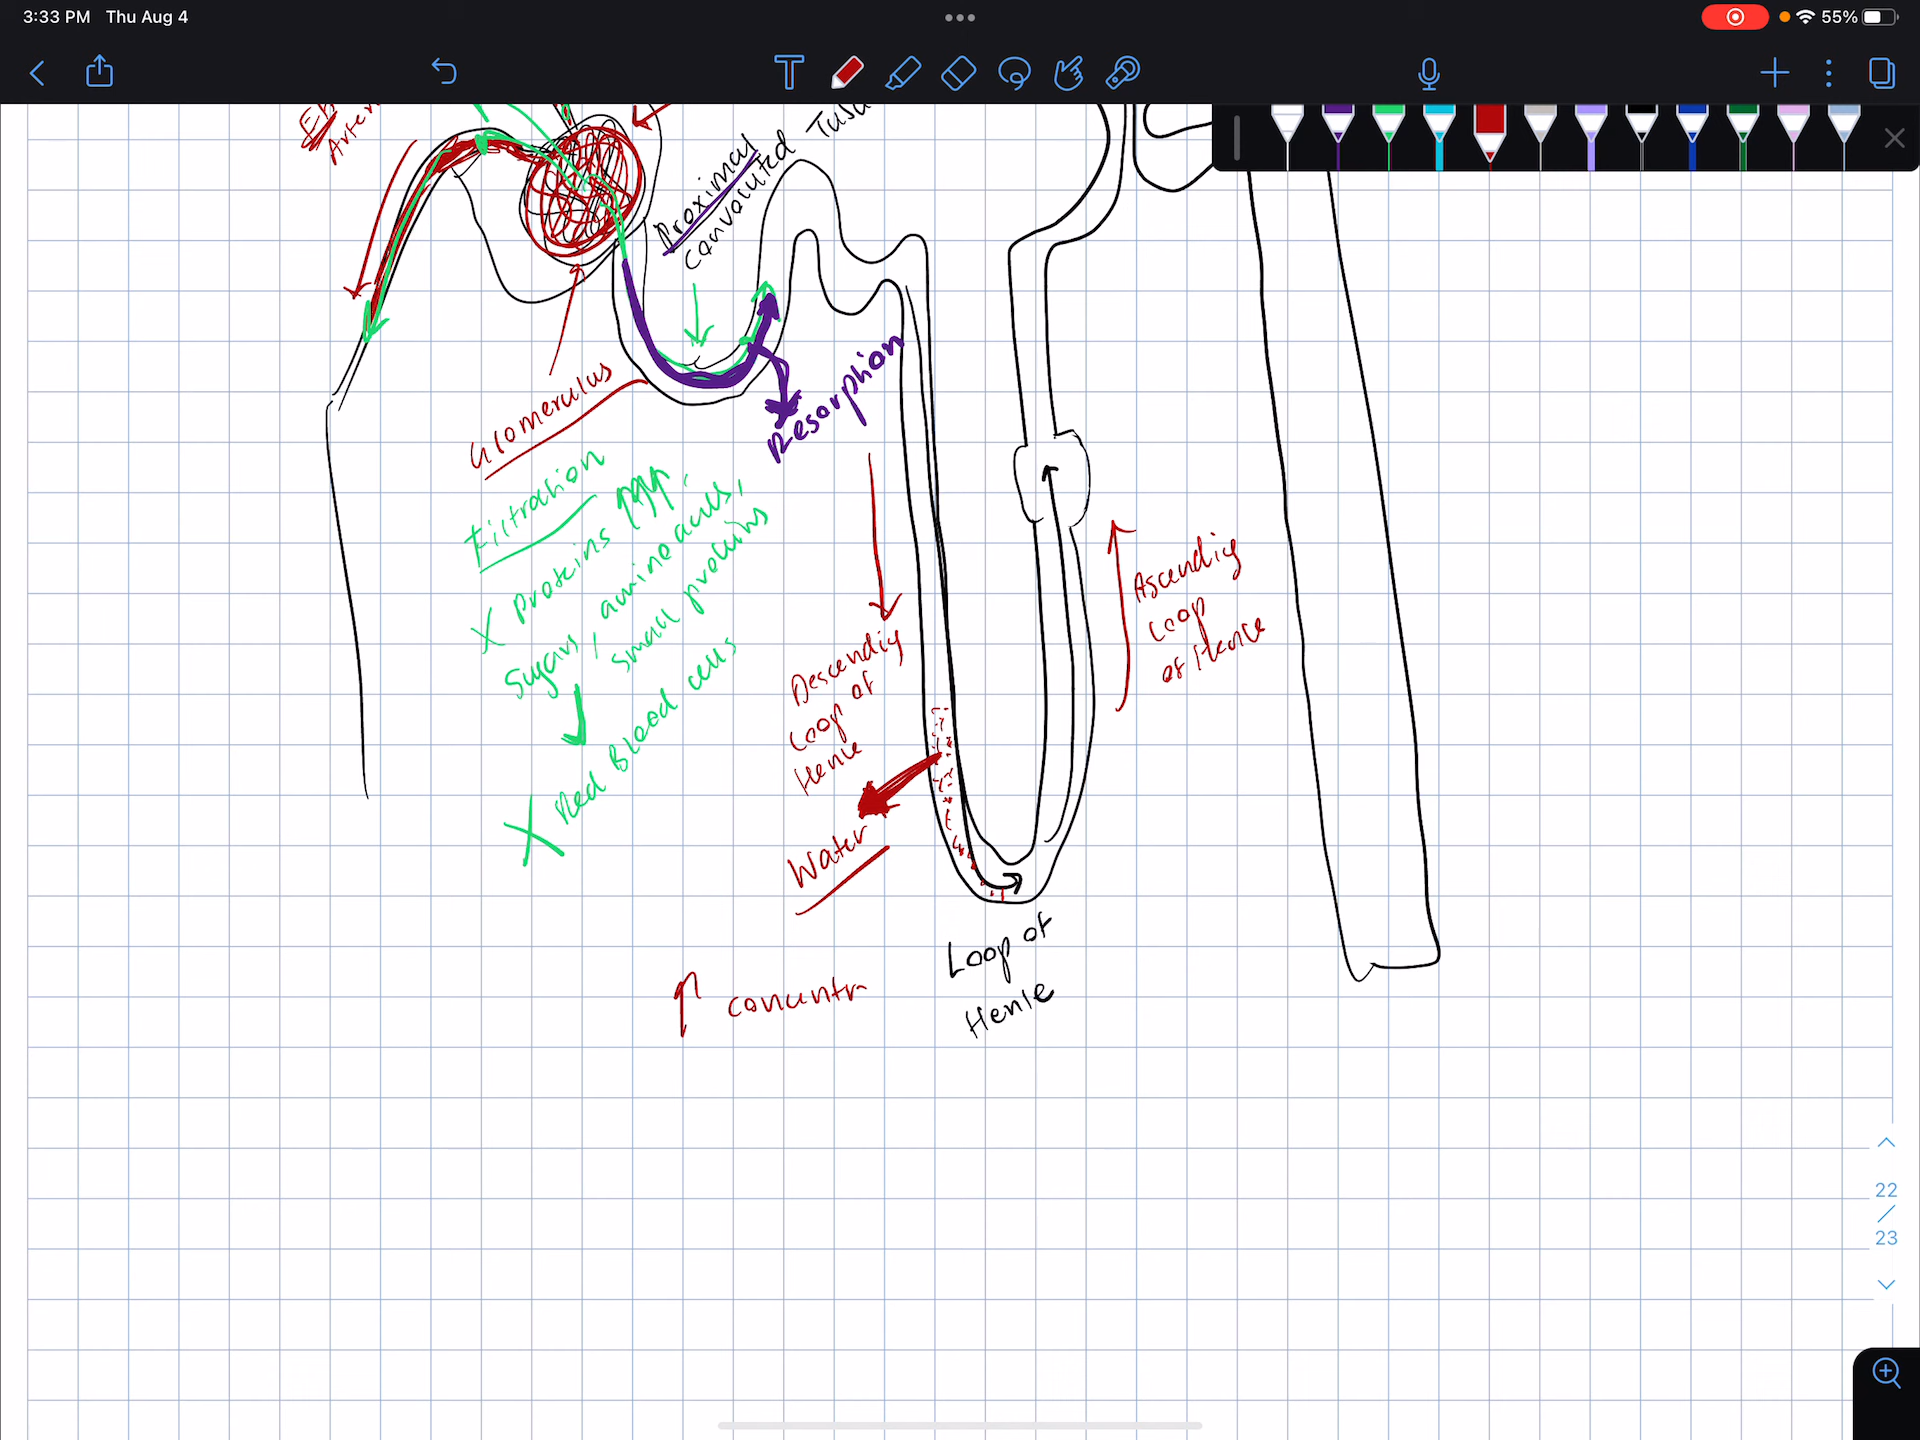 3:33 PM Thu Aug 4
55%
Proximal
Convoluted
Glomerulus
Resorption
Filtration
X proteins
Sugars, amino acids,
small proteins
X Red Blood cells
Descending
Loop of
Henle
Ascending
Loop
of Henle
Water
Loop of
Henle
↑ concentr
22
/
23